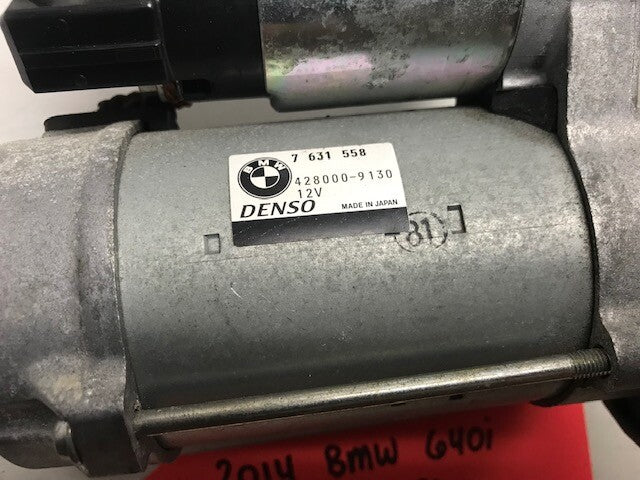 7 631 558
BMW
428000-9130
12V
DENSO MADE IN JAPAN
81
2014 BMW 640i